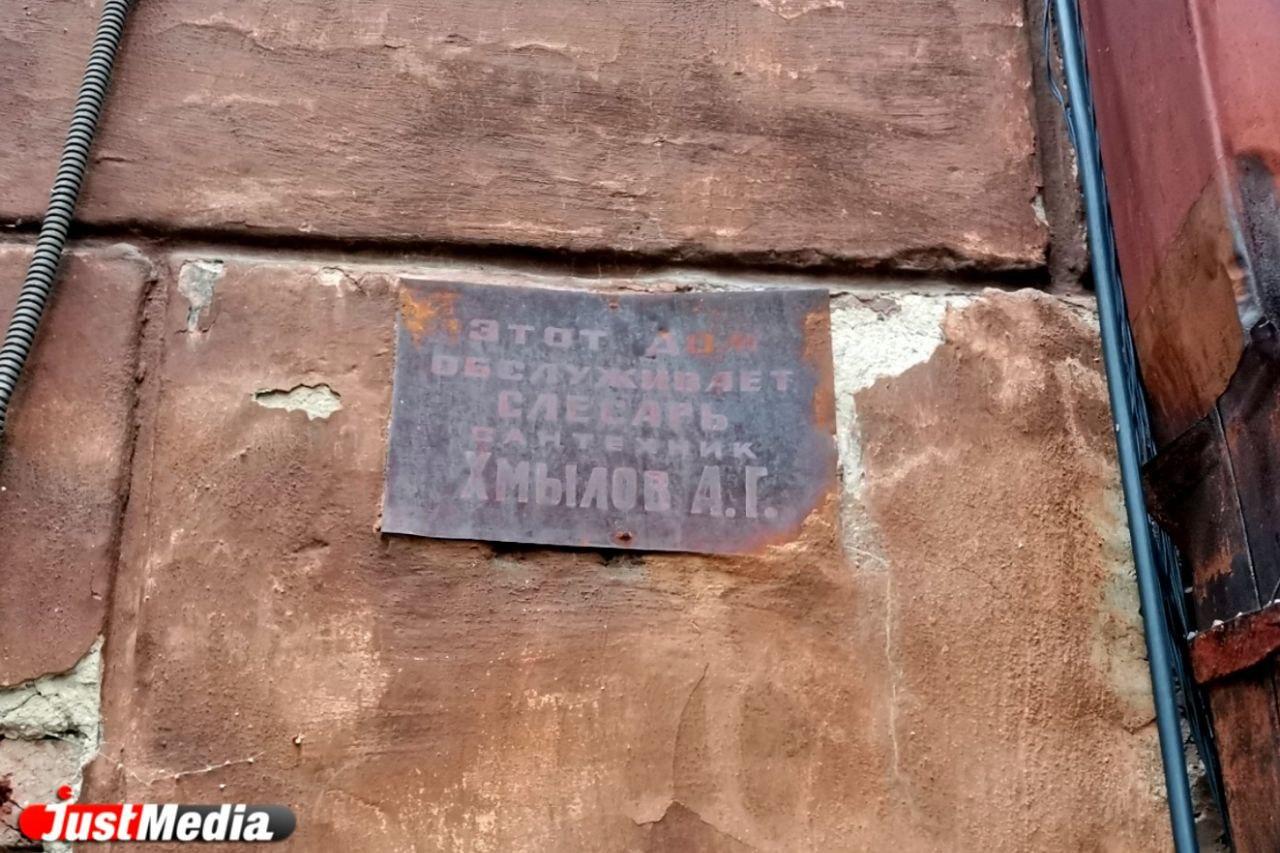 ЭТОТ ДОМ
ОБСЛУЖИВАЕТ
СЛЕСАРЬ
САНТЕХНИК
ХМЫЛОВ А.Г.
JustMedia.